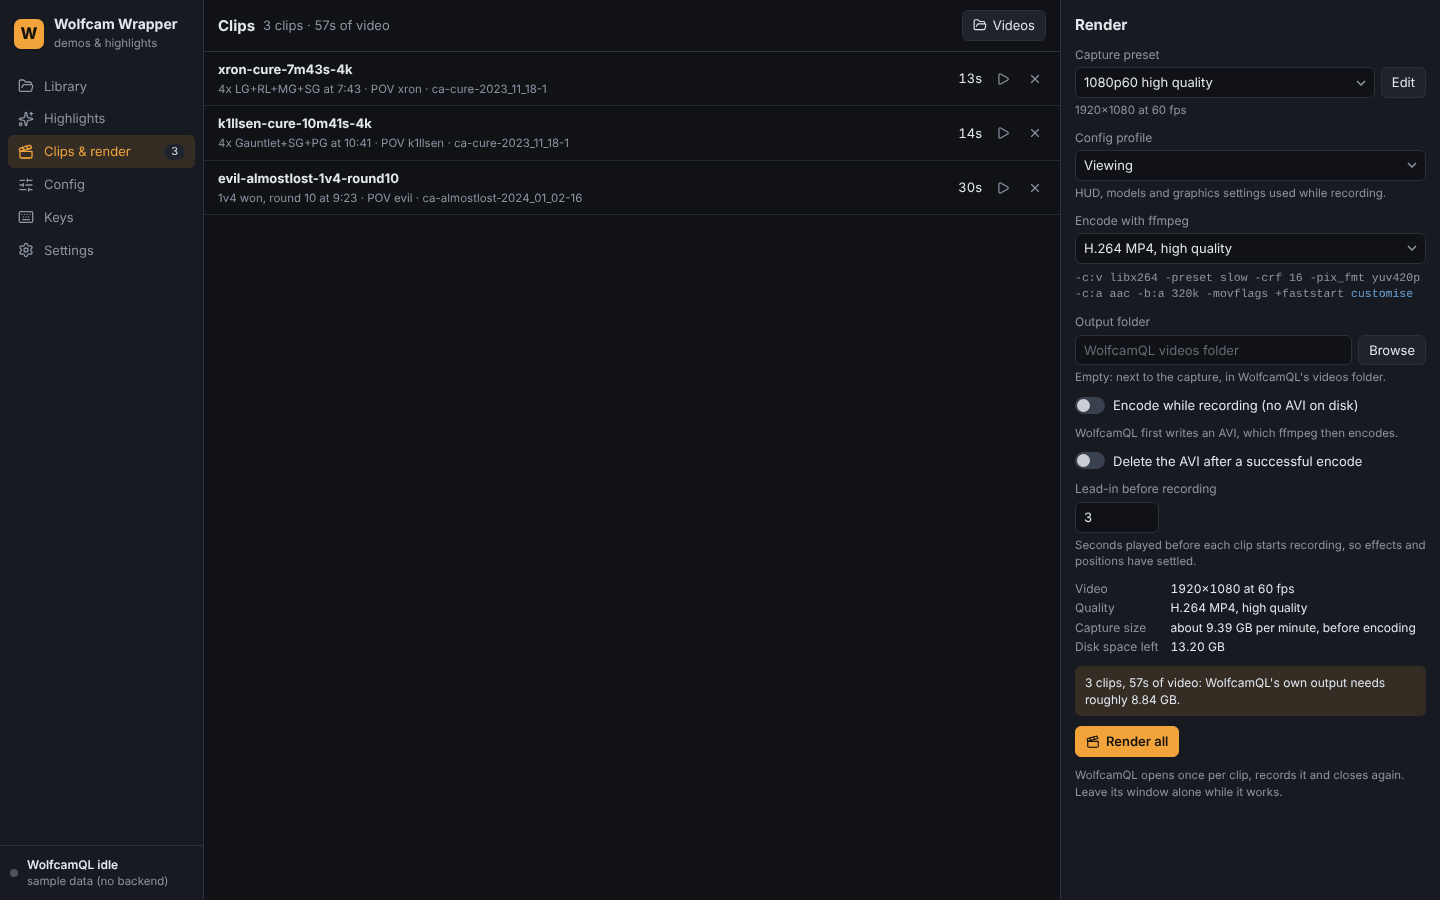 W
Wolfcam Wrapper
demos & highlights
Library
Highlights
Clips & render 3
Config
Keys
Settings
WolfcamQL idle
sample data (no backend)
Clips 3 clips · 57s of video
Videos
xron-cure-7m43s-4k
4x LG+RL+MG+SG at 7:43 · POV xron · ca-cure-2023_11_18-1
13s
k1llsen-cure-10m41s-4k
4x Gauntlet+SG+PG at 10:41 · POV k1llsen · ca-cure-2023_11_18-1
14s
evil-almostlost-1v4-round10
1v4 won, round 10 at 9:23 · POV evil · ca-almostlost-2024_01_02-16
30s
Render
Capture preset
1080p60 high quality
Edit
1920×1080 at 60 fps
Config profile
Viewing
HUD, models and graphics settings used while recording.
Encode with ffmpeg
H.264 MP4, high quality
-c:v libx264 -preset slow -crf 16 -pix_fmt yuv420p
-c:a aac -b:a 320k -movflags +faststart customise
Output folder
WolfcamQL videos folder
Browse
Empty: next to the capture, in WolfcamQL's videos folder.
Encode while recording (no AVI on disk)
WolfcamQL first writes an AVI, which ffmpeg then encodes.
Delete the AVI after a successful encode
Lead-in before recording
3
Seconds played before each clip starts recording, so effects and
positions have settled.
Video 1920×1080 at 60 fps
Quality H.264 MP4, high quality
Capture size about 9.39 GB per minute, before encoding
Disk space left 13.20 GB
3 clips, 57s of video: WolfcamQL's own output needs
roughly 8.84 GB.
Render all
WolfcamQL opens once per clip, records it and closes again.
Leave its window alone while it works.